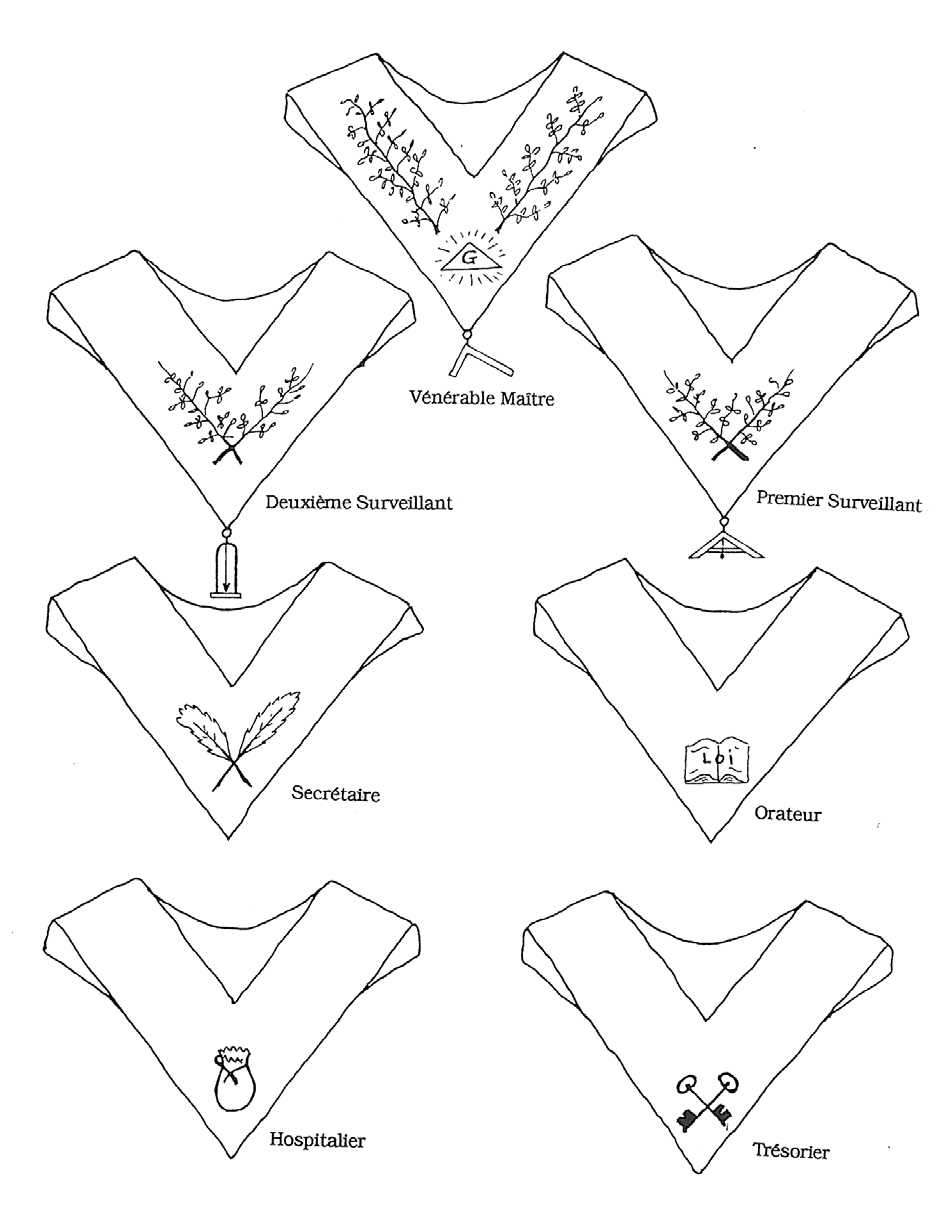 G
Vénérable Maître
Deuxième Surveillant
Premier Surveillant
Secrétaire
Loi
Orateur
Hospitalier
Trésorier